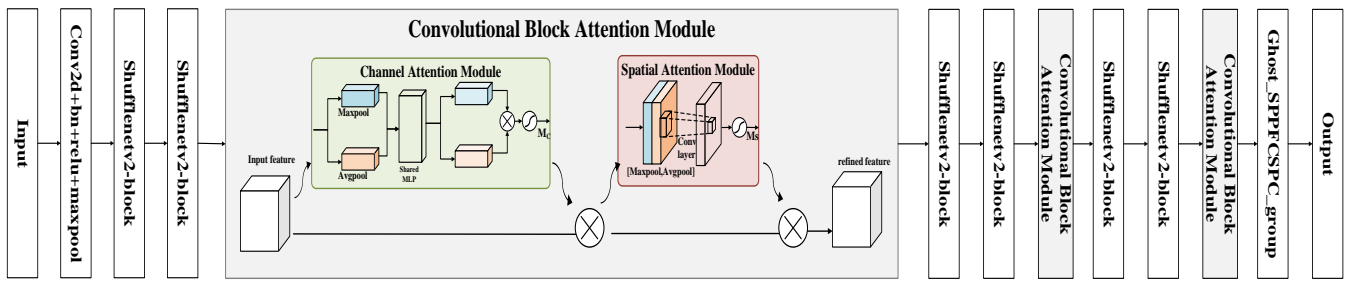 Input
Conv2d+bn+relu+maxpool
Shufflenetv2-block
Shufflenetv2-block
Convolutional Block Attention Module
Channel Attention Module
Maxpool
Avgpool
Shared
MLP
Mc
Input feature
Spatial Attention Module
Conv
layer
[Maxpool,Avgpool]
Ms
refined feature
Shufflenetv2-block
Shufflenetv2-block
Convolutional Block
Attention Module
Shufflenetv2-block
Shufflenetv2-block
Convolutional Block
Attention Module
Ghost_SPPFCSPC_group
Output